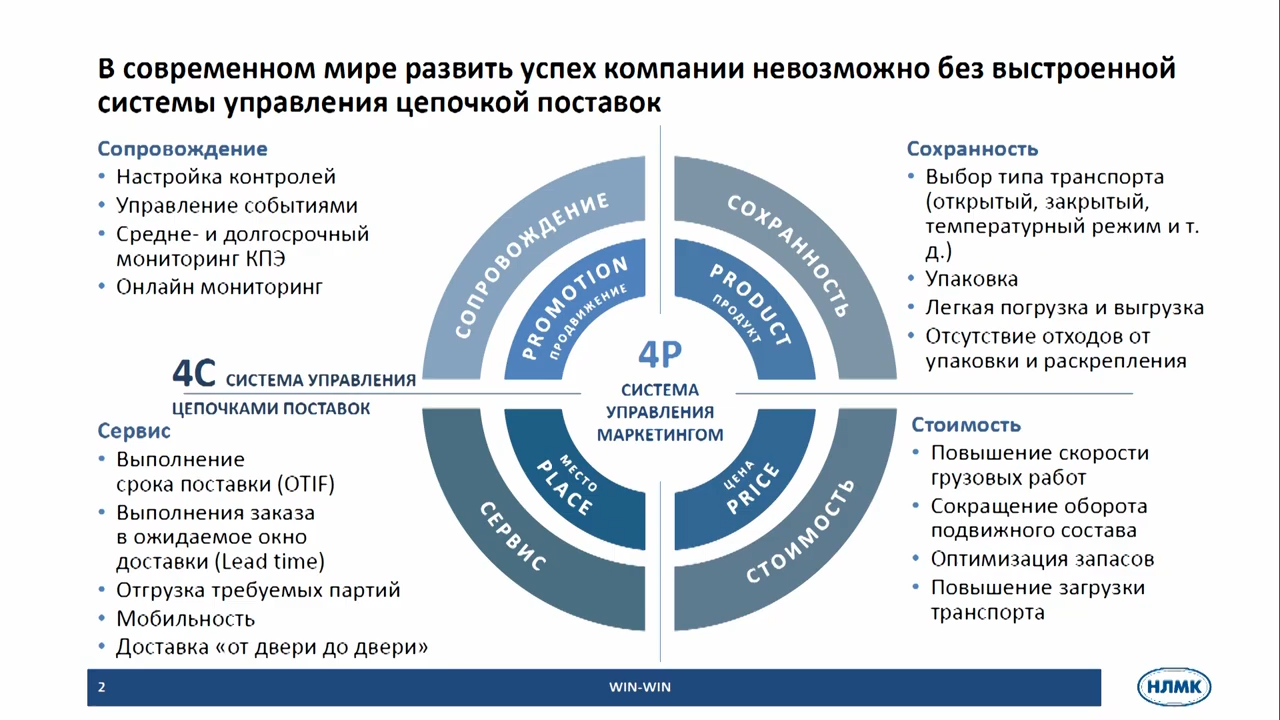 В современном мире развить успех компании невозможно без выстроенной
системы управления цепочкой поставок
Сопровождение
• Настройка контролей
• Управление событиями
• Средне- и долгосрочный
мониторинг КПЭ
• Онлайн мониторинг
Сохранность
• Выбор типа транспорта
(открытый, закрытый,
температурный режим и т.
д.)
• Упаковка
• Легкая погрузка и выгрузка
• Отсутствие отходов от
упаковки и раскрепления
СОПРОВОЖДЕНИЕ
СОХРАННОСТЬ
PROMOTION
ПРОДВИЖЕНИЕ
PRODUCT
ПРОДУКТ
4P
СИСТЕМА
УПРАВЛЕНИЯ
МАРКЕТИНГОМ
4С СИСТЕМА УПРАВЛЕНИЯ
ЦЕПОЧКАМИ ПОСТАВОК
МЕСТО
PLACE
ЦЕНА
PRICE
СЕРВИС
СТОИМОСТЬ
Сервис
• Выполнение
срока поставки (OTIF)
• Выполнения заказа
в ожидаемое окно
доставки (Lead time)
• Отгрузка требуемых партий
• Мобильность
• Доставка «от двери до двери»
Стоимость
• Повышение скорости
грузовых работ
• Сокращение оборота
подвижного состава
• Оптимизация запасов
• Повышение загрузки
транспорта
2
WIN-WIN
НЛМК